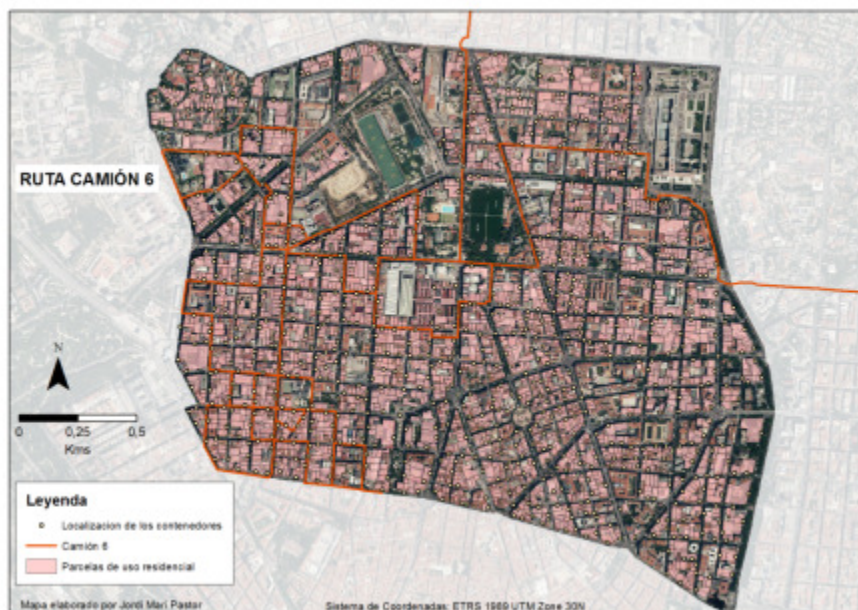 RUTA CAMIÓN 6
N
0 0,25 0,5
Kms
Leyenda
Localizacion de los contenedores
Camión 6
Parcelas de uso residencial
Mapa elaborado por Jordi Mari Pastor
Sistema de Coordenadas: ETRS 1989 UTM Zone 30N